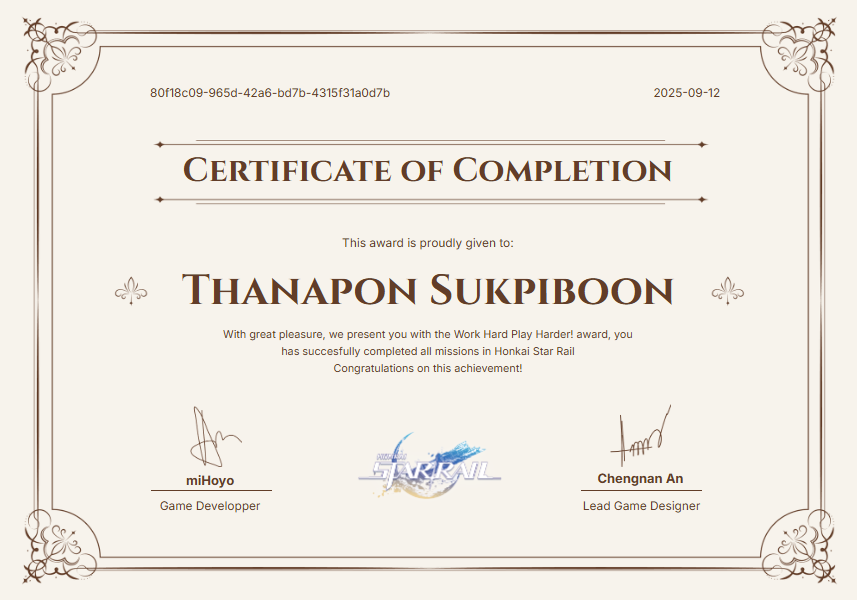 80f18c09-965d-42a6-bd7b-4315f31a0d7b
2025-09-12
CERTIFICATE OF COMPLETION
This award is proudly given to:
THANAPON SUKPIBOON
With great pleasure, we present you with the Work Hard Play Harder! award, you
has succesfully completed all missions in Honkai Star Rail
Congratulations on this achievement!
HONKAI
STAR RAIL
miHoyo
Chengnan An
Game Developper
Lead Game Designer